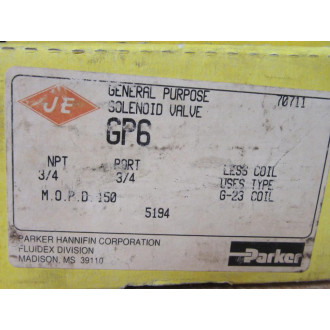 JE
GENERAL PURPOSE 70711
SOLENOID VALVE
GP6
NPT PORT LESS COIL
3/4 3/4 USES TYPE
M.O.P.D 150 G-23 COIL
5194
PARKER HANNIFIN CORPORATION
FLUIDEX DIVISION
MADISON, MS 39110
Parker